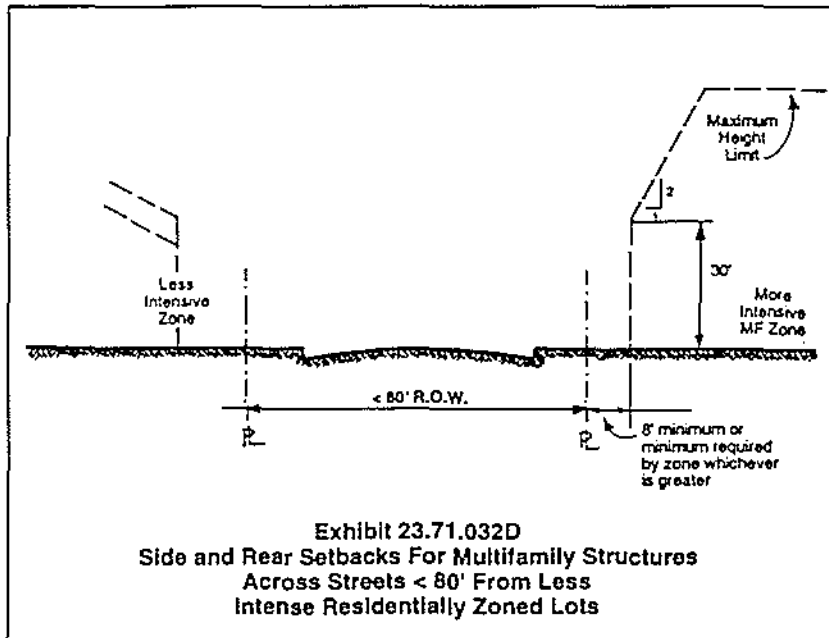 Maximum
Height
Limit
2
1
Less
Intensive
Zone
30'
More
Intensive
MF Zone
< 80' R.O.W.
PL
PL
8' minimum or
minimum required
by zone whichever
is greater
Exhibit 23.71.032D
Side and Rear Setbacks For Multifamily Structures
Across Streets < 80' From Less
Intense Residentially Zoned Lots